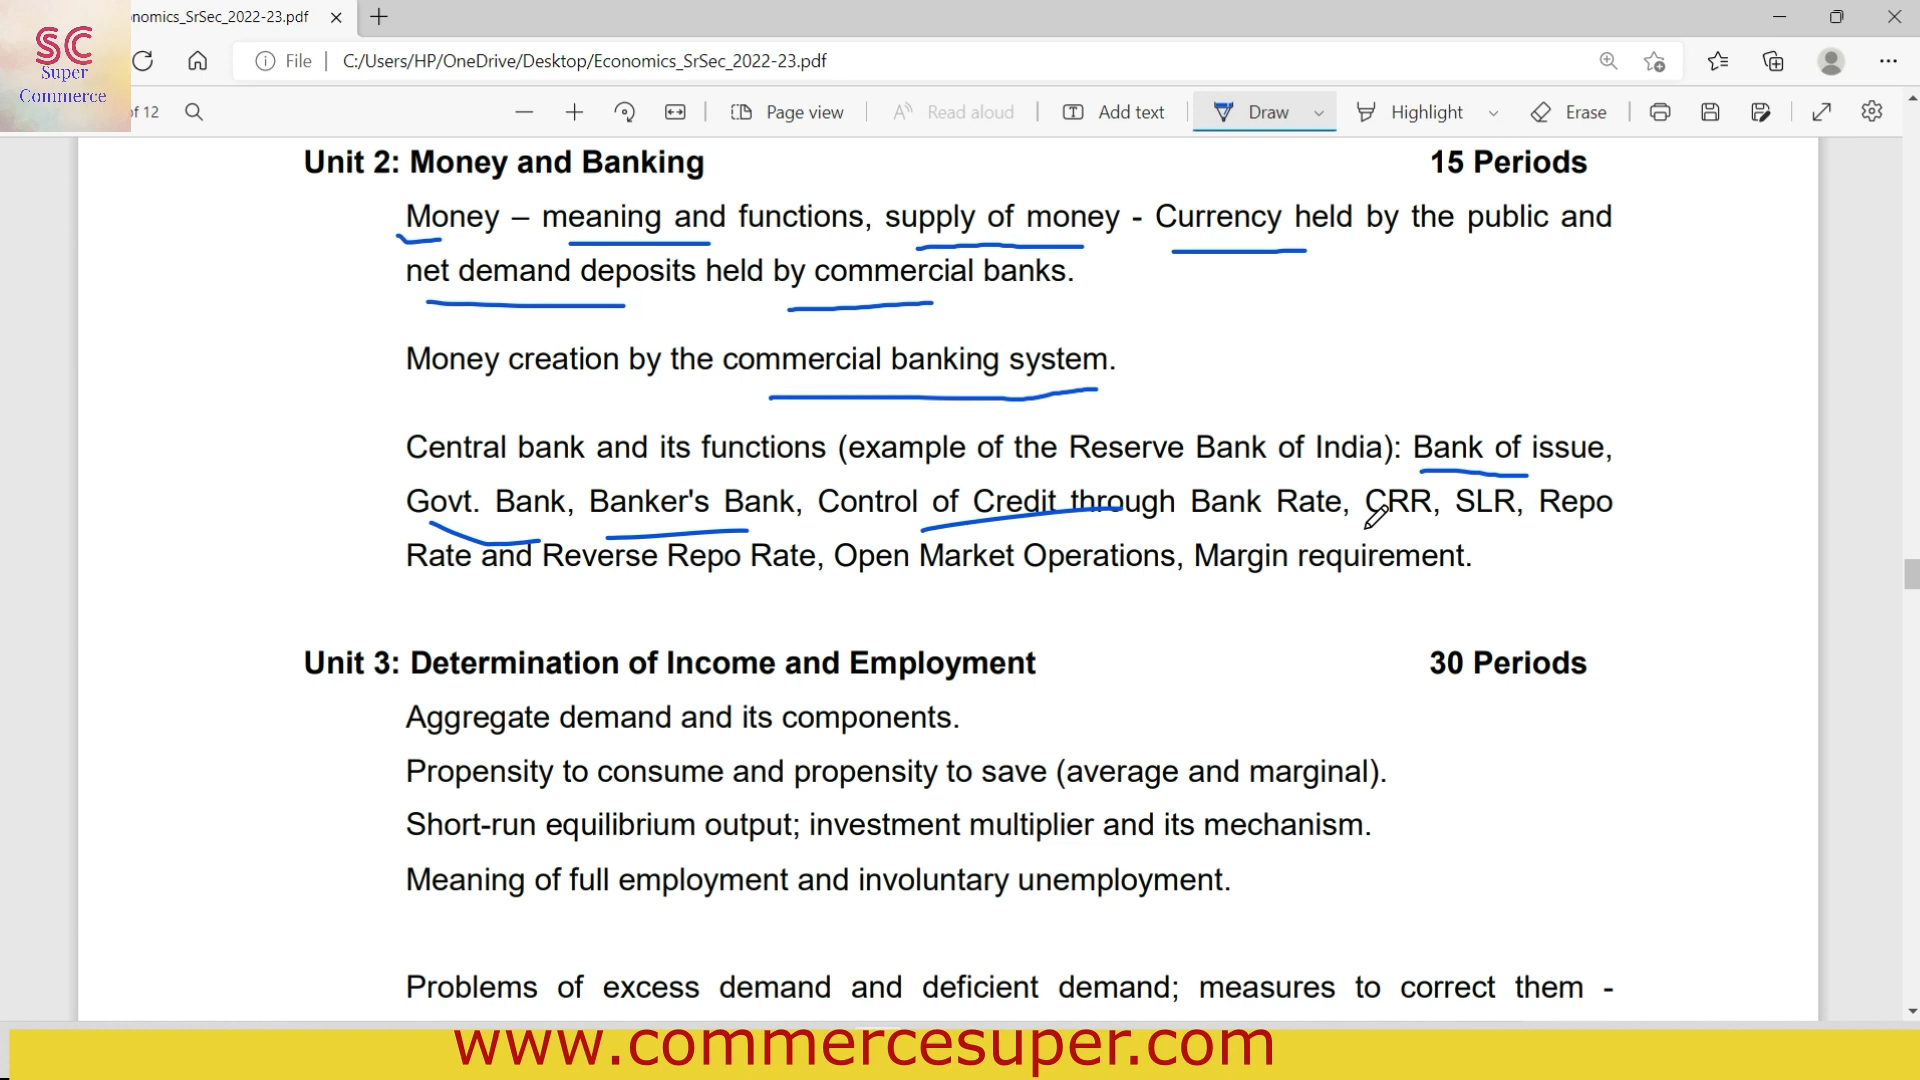 nomics_SrSec_2022-23.pdf
SC
Super
Commerce
File
C:/Users/HP/OneDrive/Desktop/Economics_SrSec_2022-23.pdf
of 12
Page view
Read aloud
Add text
Draw
Highlight
Erase
Unit 2: Money and Banking 15 Periods
Money – meaning and functions, supply of money - Currency held by the public and
net demand deposits held by commercial banks.
Money creation by the commercial banking system.
Central bank and its functions (example of the Reserve Bank of India): Bank of issue,
Govt. Bank, Banker's Bank, Control of Credit through Bank Rate, CRR, SLR, Repo
Rate and Reverse Repo Rate, Open Market Operations, Margin requirement.
Unit 3: Determination of Income and Employment 30 Periods
Aggregate demand and its components.
Propensity to consume and propensity to save (average and marginal).
Short-run equilibrium output; investment multiplier and its mechanism.
Meaning of full employment and involuntary unemployment.
Problems of excess demand and deficient demand; measures to correct them -
www.commercesuper.com